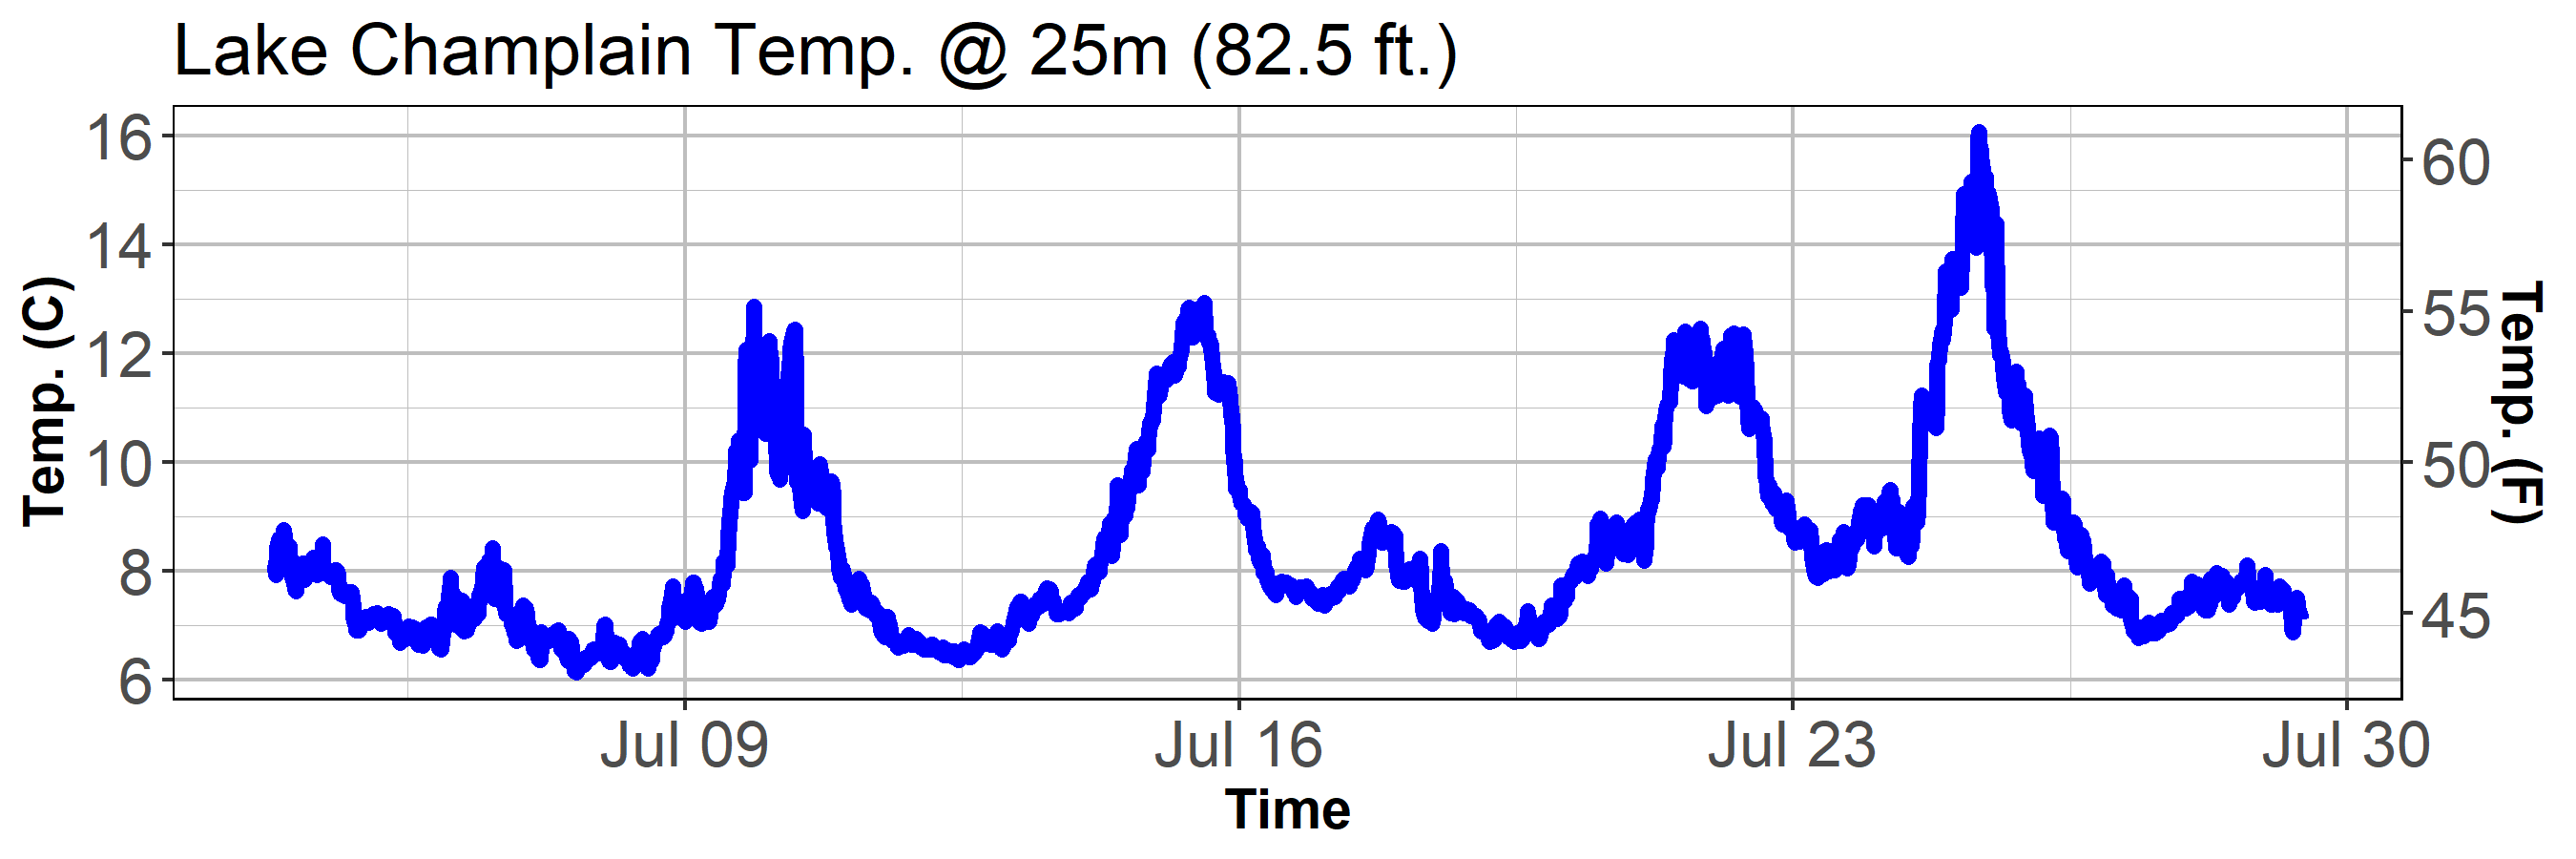 Lake Champlain Temp. @ 25m (82.5 ft.)
Temp. (C)
16
14
12
10
8
6
60
55
50
45
Temp. (F)
Jul 09 Jul 16 Jul 23 Jul 30
Time